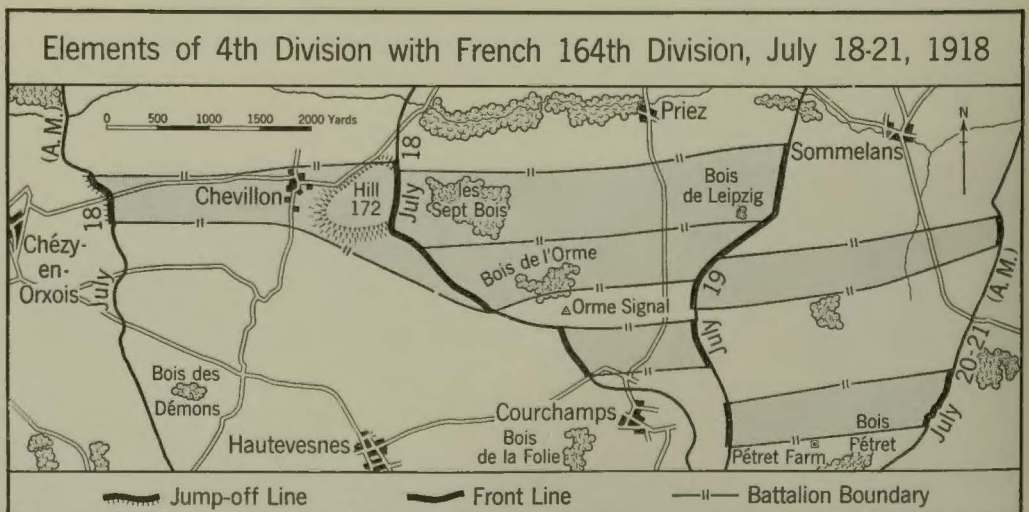 Elements of 4th Division with French 164th Division, July 18-21, 1918
(A.M.)
0 500 1000 1500 2000 Yards
18
Priez
N
Sommelans
Chevillon
Hill
172
July
les
Sept Bois
Bois
de Leipzig
18
Chézy-
en-
Orxois
July
Bois de l'Orme
Orme Signal
19
July
(A.M.)
20-21
July
Bois des
Démons
Hautevesnes
Courchamps
Bois
de la Folie
Bois
Pétret
Pétret Farm
Jump-off Line
Front Line
Battalion Boundary